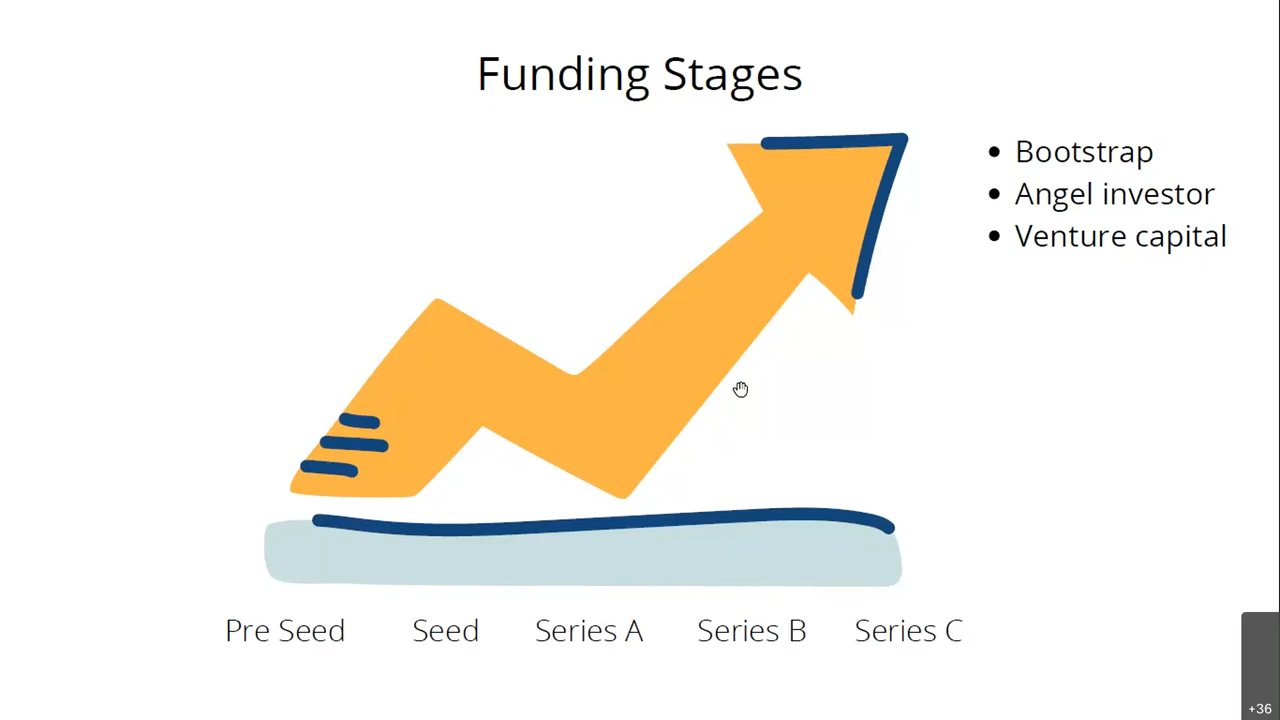 Funding Stages
Bootstrap
Angel investor
Venture capital
Pre Seed
Seed
Series A
Series B
Series C
+36